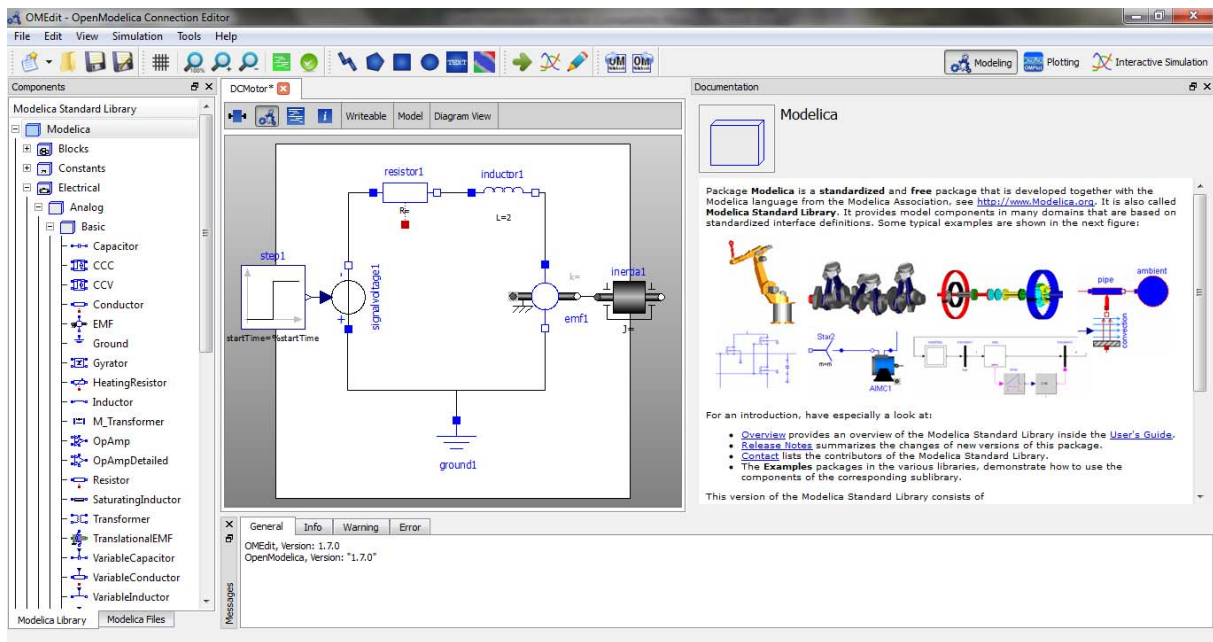 OMEdit - OpenModelica Connection Editor
File Edit View Simulation Tools Help
100%
TEXT
OM
OM
Modeling
Plotting
Interactive Simulation
Components
Modelica Standard Library
Modelica
Blocks
Constants
Electrical
Analog
Basic
Capacitor
CCC
CCV
Conductor
EMF
Ground
Gyrator
HeatingResistor
Inductor
M_Transformer
OpAmp
OpAmpDetailed
Resistor
SaturatingInductor
Transformer
TranslationalEMF
VariableCapacitor
VariableConductor
VariableInductor
Modelica Library Modelica Files
DCMotor*
Writeable Model Diagram View
resistor1
R=
inductor1
L=2
step1
startTime=%startTime
signalvoltage1
k=
emf1
inertia1
J=
ground1
Documentation
Modelica
Package Modelica is a standardized and free package that is developed together with the
Modelica language from the Modelica Association, see http://www.Modelica.org. It is also called
Modelica Standard Library. It provides model components in many domains that are based on
standardized interface definitions. Some typical examples are shown in the next figure:
pipe
ambient
convection
Star2
m=m
AIMC1
For an introduction, have especially a look at:
Overview provides an overview of the Modelica Standard Library inside the User's Guide.
Release Notes summarizes the changes of new versions of this package.
Contact lists the contributors of the Modelica Standard Library.
The Examples packages in the various libraries, demonstrate how to use the
components of the corresponding sublibrary.
This version of the Modelica Standard Library consists of
Messages
General Info Warning Error
OMEdit, Version: 1.7.0
OpenModelica, Version: "1.7.0"